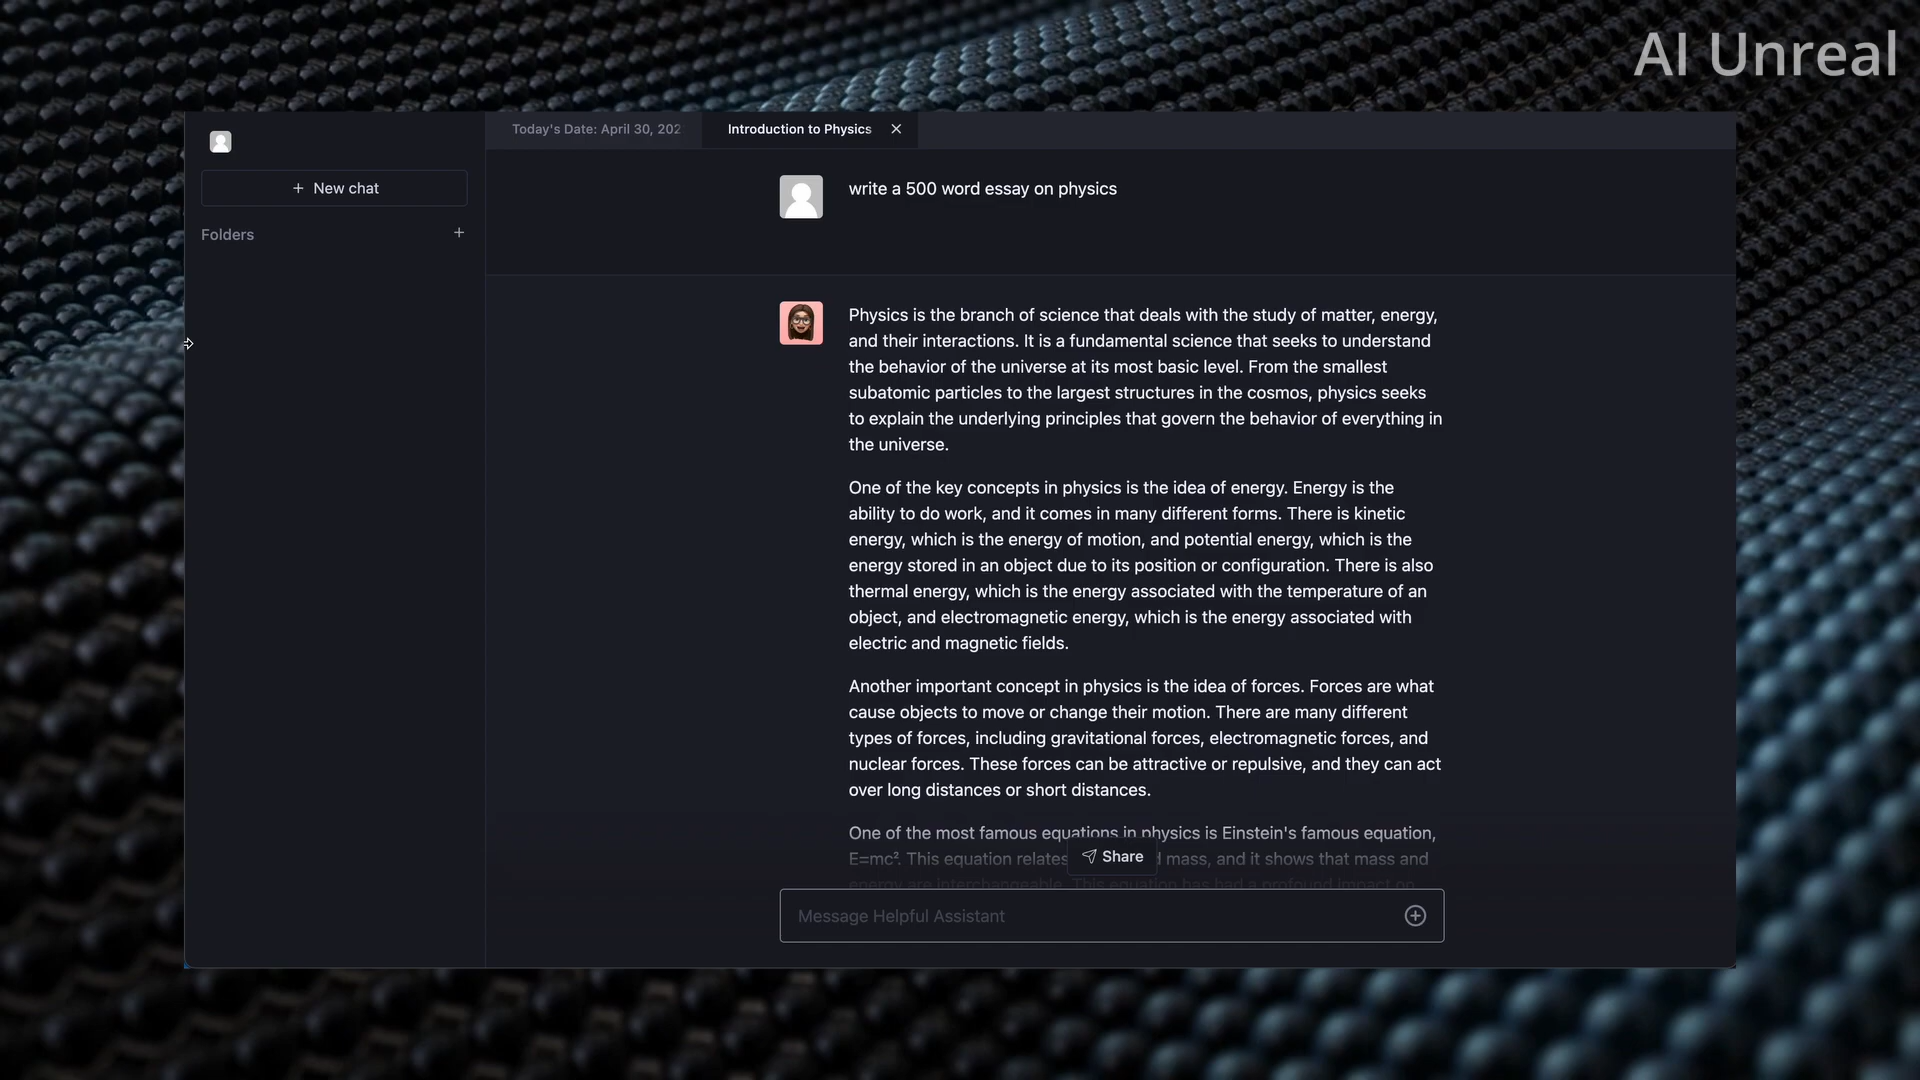 AI Unreal
Today's Date: April 30, 202
Introduction to Physics
+ New chat
Folders
write a 500 word essay on physics
Physics is the branch of science that deals with the study of matter, energy,
and their interactions. It is a fundamental science that seeks to understand
the behavior of the universe at its most basic level. From the smallest
subatomic particles to the largest structures in the cosmos, physics seeks
to explain the underlying principles that govern the behavior of everything in
the universe.
One of the key concepts in physics is the idea of energy. Energy is the
ability to do work, and it comes in many different forms. There is kinetic
energy, which is the energy of motion, and potential energy, which is the
energy stored in an object due to its position or configuration. There is also
thermal energy, which is the energy associated with the temperature of an
object, and electromagnetic energy, which is the energy associated with
electric and magnetic fields.
Another important concept in physics is the idea of forces. Forces are what
cause objects to move or change their motion. There are many different
types of forces, including gravitational forces, electromagnetic forces, and
nuclear forces. These forces can be attractive or repulsive, and they can act
over long distances or short distances.
One of the most famous equations in physics is Einstein's famous equation,
E=mc². This equation relates mass, and it shows that mass and
energy are interchangeable. This equation has had a profound impact on
Share
Message Helpful Assistant